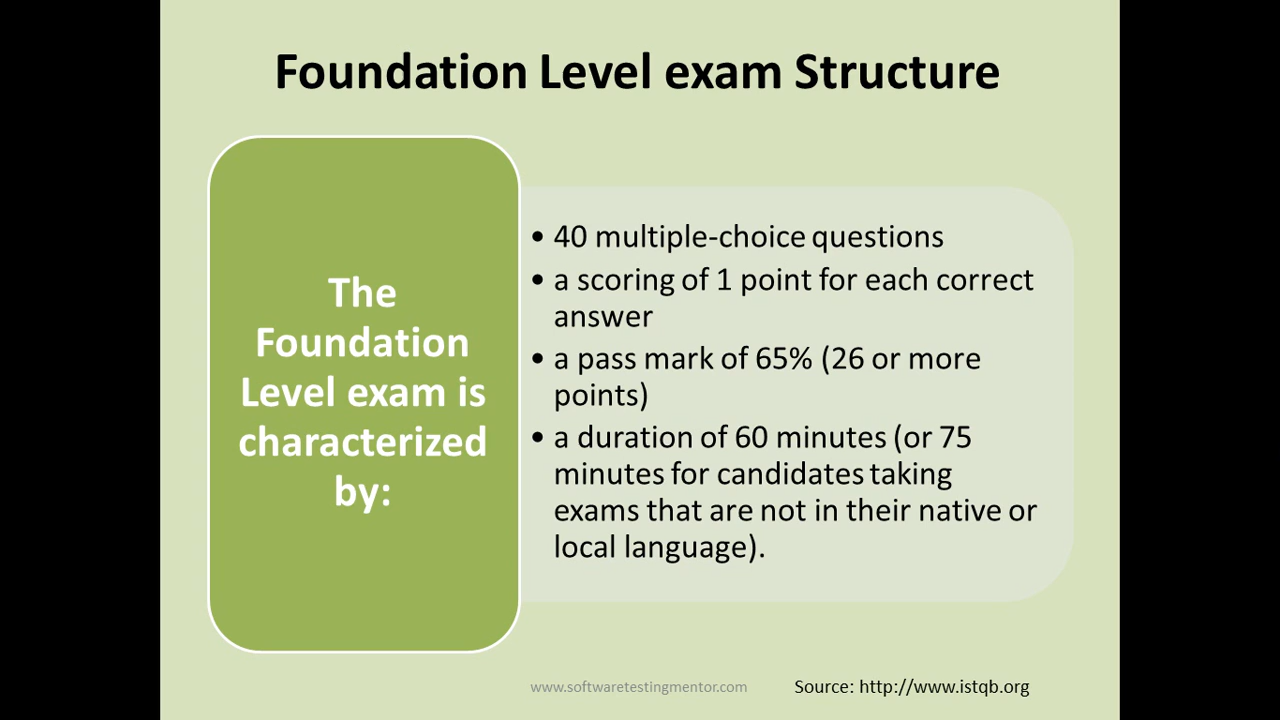 Foundation Level exam Structure
The
Foundation
Level exam is
characterized
by:
• 40 multiple-choice questions
• a scoring of 1 point for each correct
answer
• a pass mark of 65% (26 or more
points)
• a duration of 60 minutes (or 75
minutes for candidates taking
exams that are not in their native or
local language).
www.softwaretestingmentor.com
Source: http://www.istqb.org